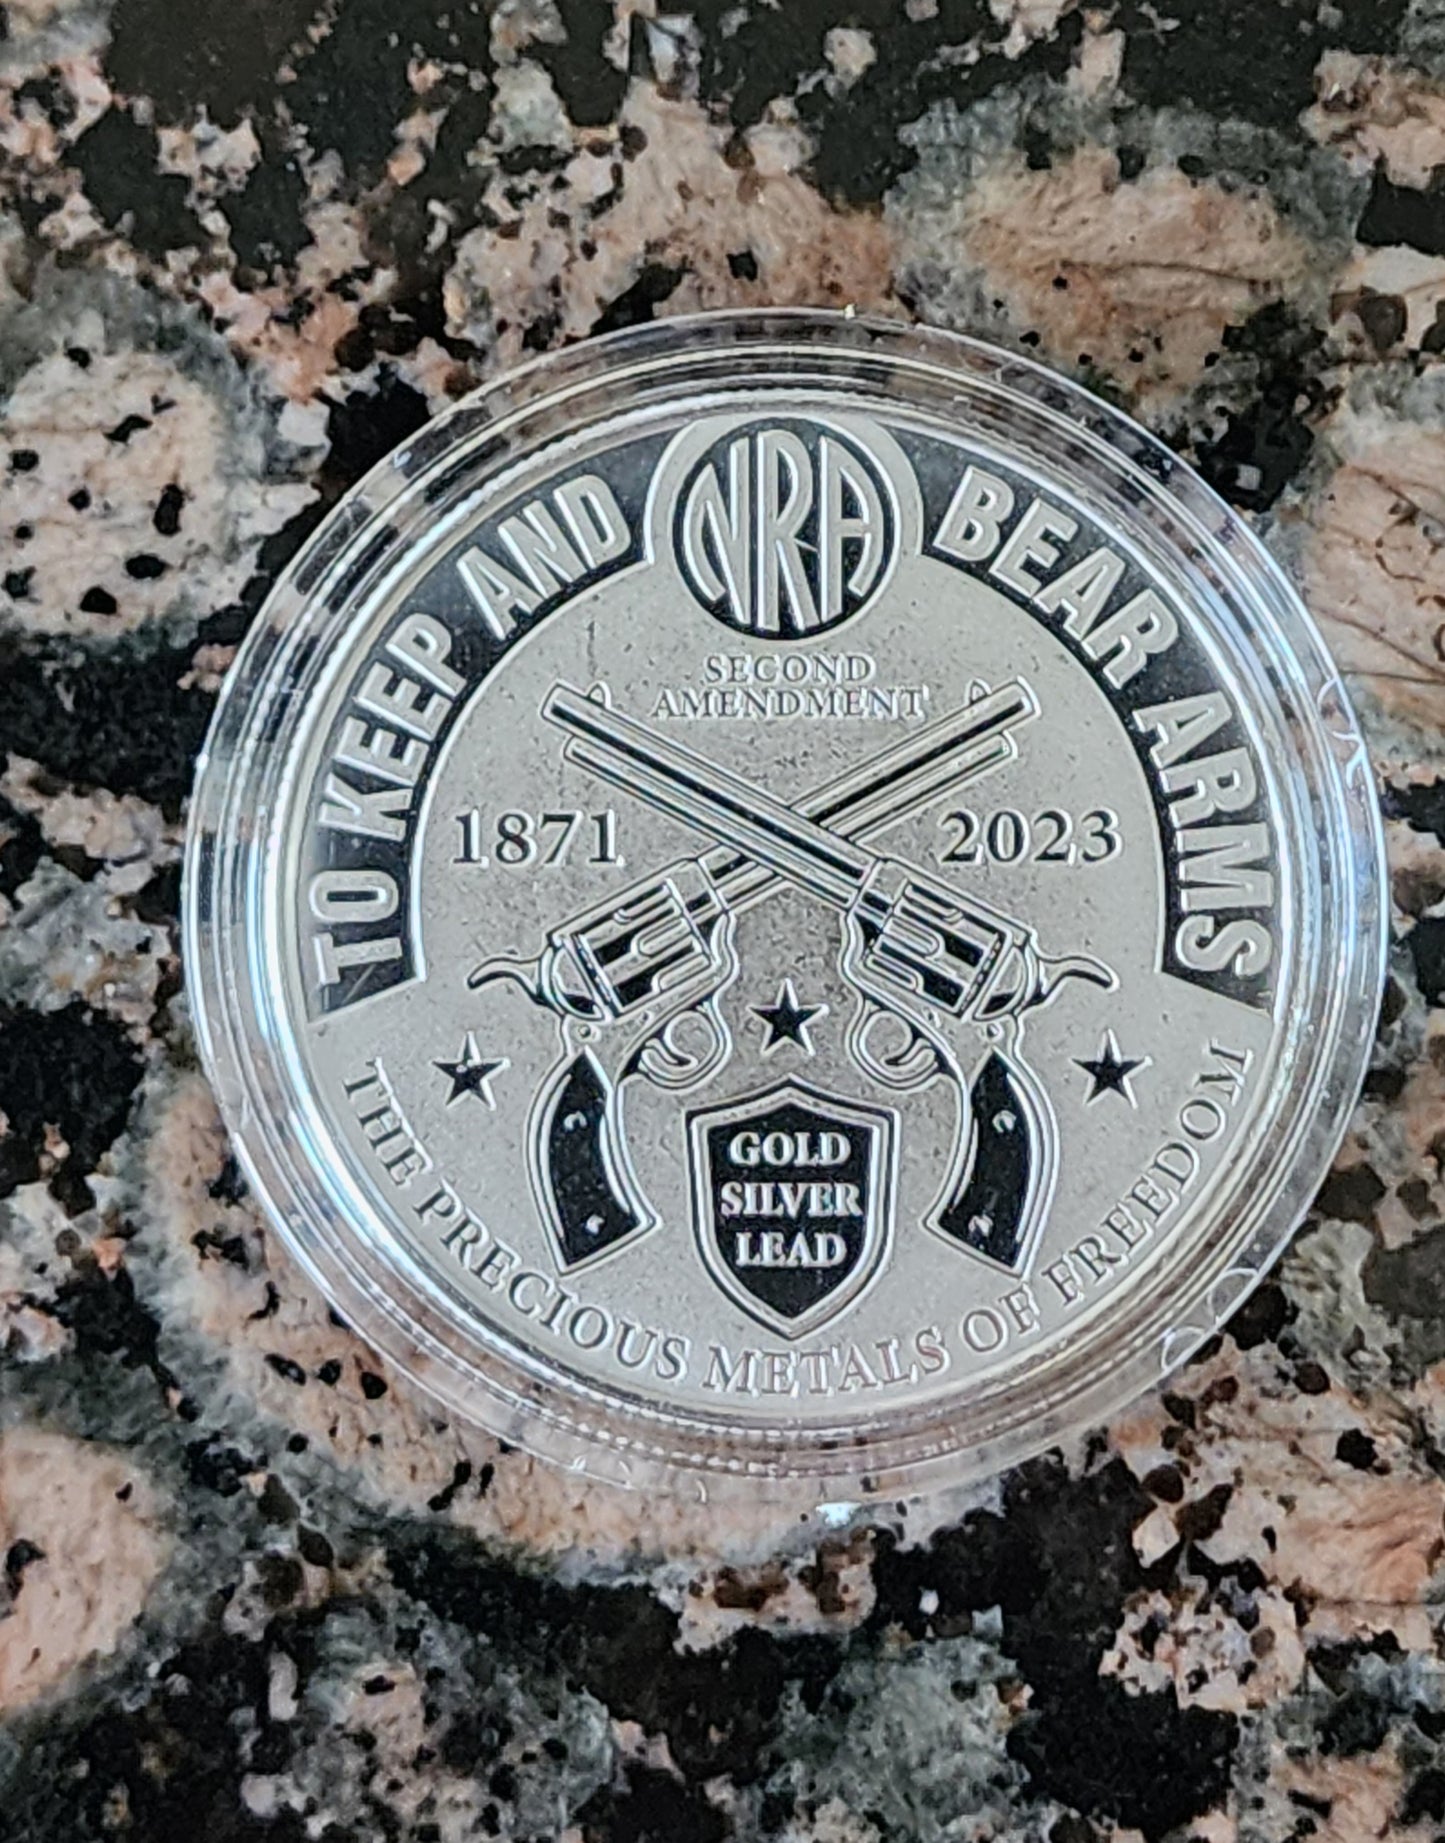 TO KEEP AND BEAR ARMS
NRA
SECOND
AMENDMENT
1871 2023
GOLD
SILVER
LEAD
THE PRECIOUS METALS OF FREEDOM